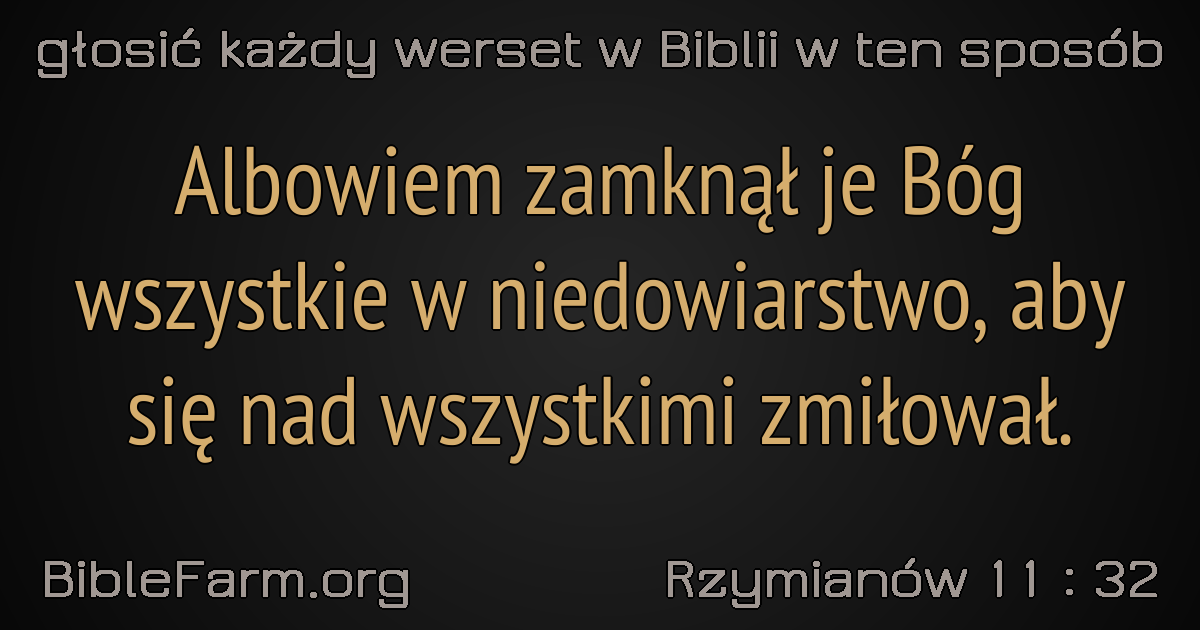 głosić każdy werset w Biblii w ten sposób
Albowiem zamknął je Bóg
wszystkie w niedowiarstwo, aby
się nad wszystkimi zmiłował.
BibleFarm.org
Rzymianów 11 : 32